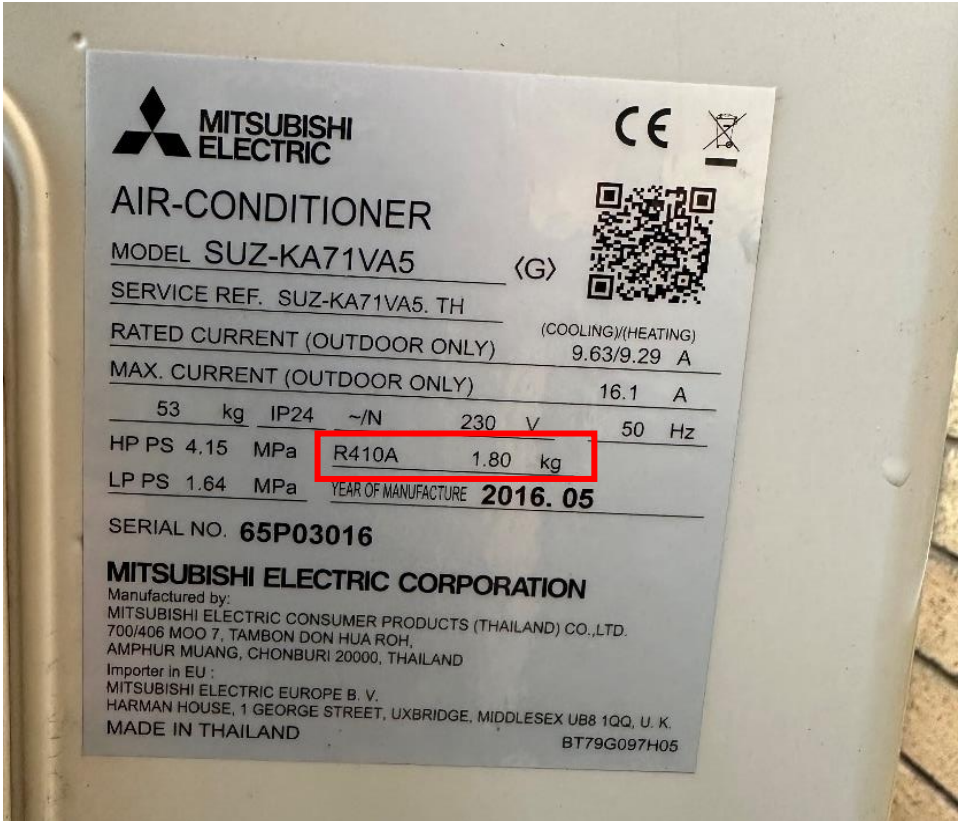 MITSUBISHI
ELECTRIC
CE
AIR-CONDITIONER
MODEL SUZ-KA71VA5 〈G〉
SERVICE REF. SUZ-KA71VA5. TH
(COOLING)/(HEATING)
RATED CURRENT (OUTDOOR ONLY) 9.63/9.29 A
MAX. CURRENT (OUTDOOR ONLY) 16.1 A
53 kg IP24 ~/N 230 V 50 Hz
HP PS 4.15 MPa R410A 1.80 kg
LP PS 1.64 MPa YEAR OF MANUFACTURE 2016. 05
SERIAL NO. 65P03016
MITSUBISHI ELECTRIC CORPORATION
Manufactured by:
MITSUBISHI ELECTRIC CONSUMER PRODUCTS (THAILAND) CO.,LTD.
700/406 MOO 7, TAMBON DON HUA ROH,
AMPHUR MUANG, CHONBURI 20000, THAILAND
Importer in EU :
MITSUBISHI ELECTRIC EUROPE B. V.
HARMAN HOUSE, 1 GEORGE STREET, UXBRIDGE, MIDDLESEX UB8 1QQ, U. K.
MADE IN THAILAND
BT79G097H05